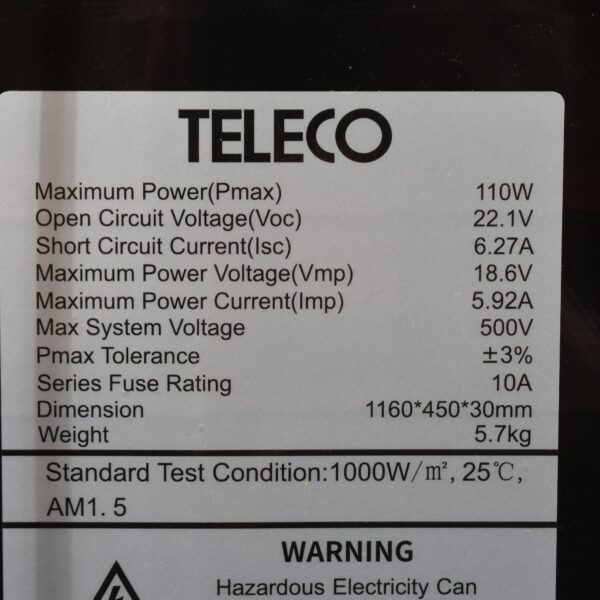 TELECO
Maximum Power(Pmax) 110W
Open Circuit Voltage(Voc) 22.1V
Short Circuit Current(Isc) 6.27A
Maximum Power Voltage(Vmp) 18.6V
Maximum Power Current(Imp) 5.92A
Max System Voltage 500V
Pmax Tolerance ±3%
Series Fuse Rating 10A
Dimension 1160*450*30mm
Weight 5.7kg
Standard Test Condition:1000W/㎡, 25℃,
AM1. 5
WARNING
Hazardous Electricity Can